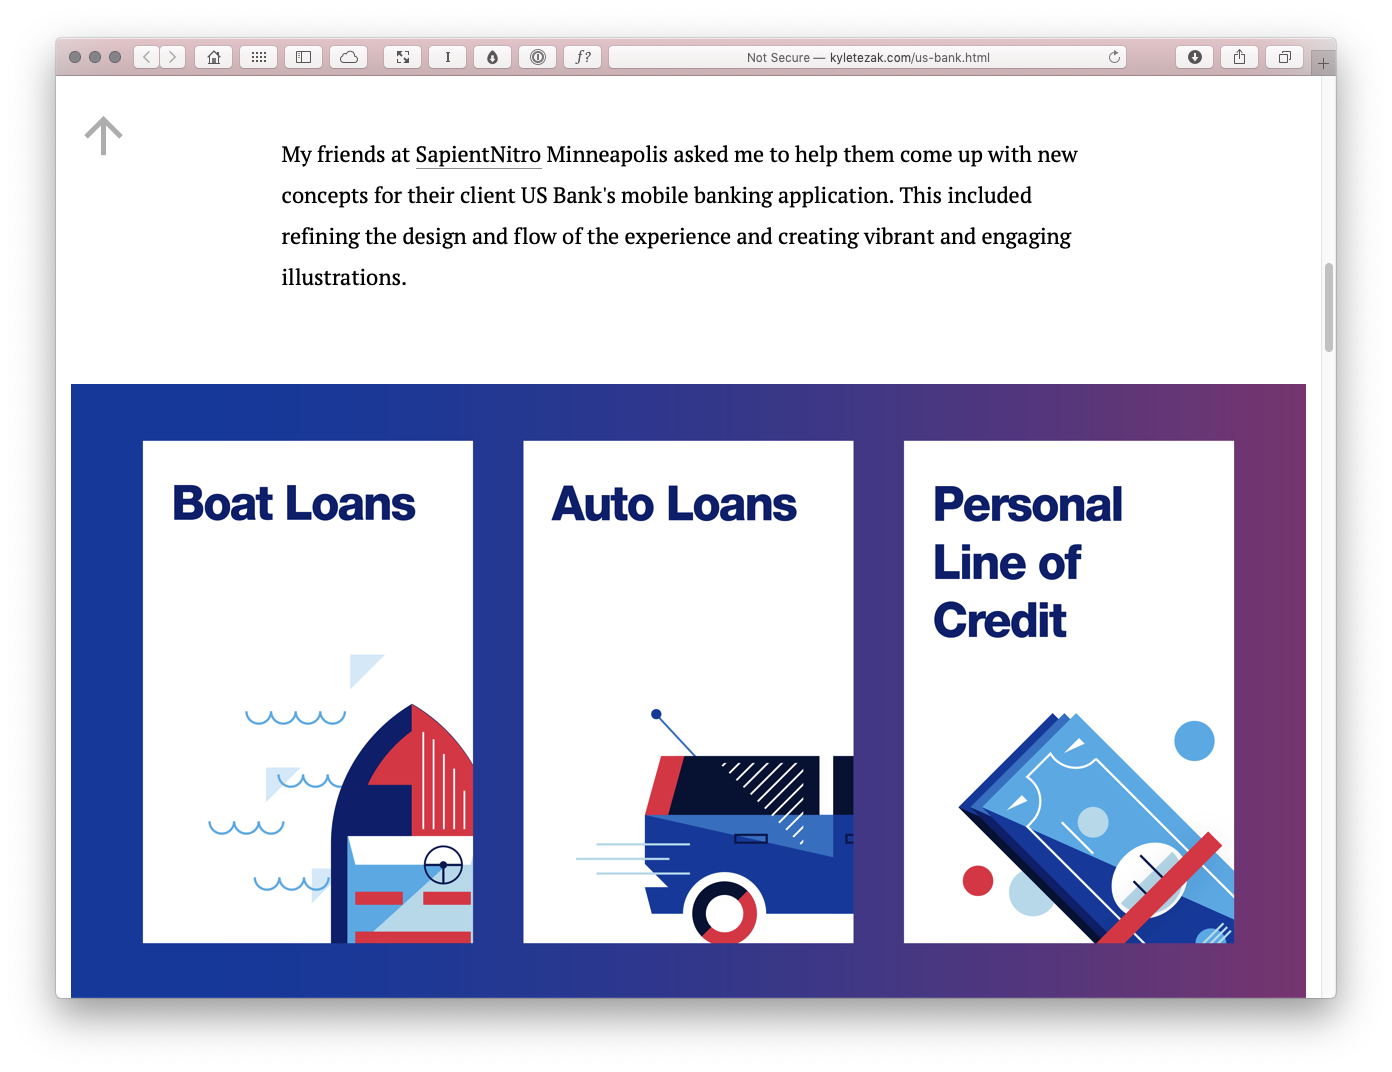 I
f?
Not Secure — kyletezak.com/us-bank.html
My friends at SapientNitro Minneapolis asked me to help them come up with new
concepts for their client US Bank's mobile banking application. This included
refining the design and flow of the experience and creating vibrant and engaging
illustrations.
Boat Loans
Auto Loans
Personal
Line of
Credit